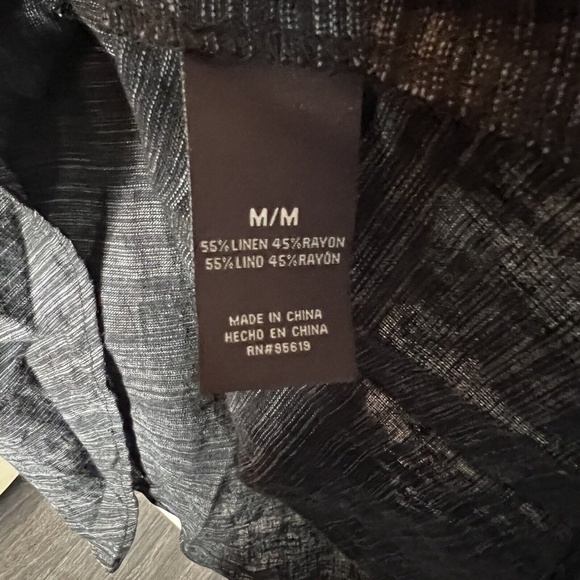 M/M
55%LINEN 45%RAYON
55%LINO 45%RAYÓN
MADE IN CHINA
HECHO EN CHINA
RN#95619